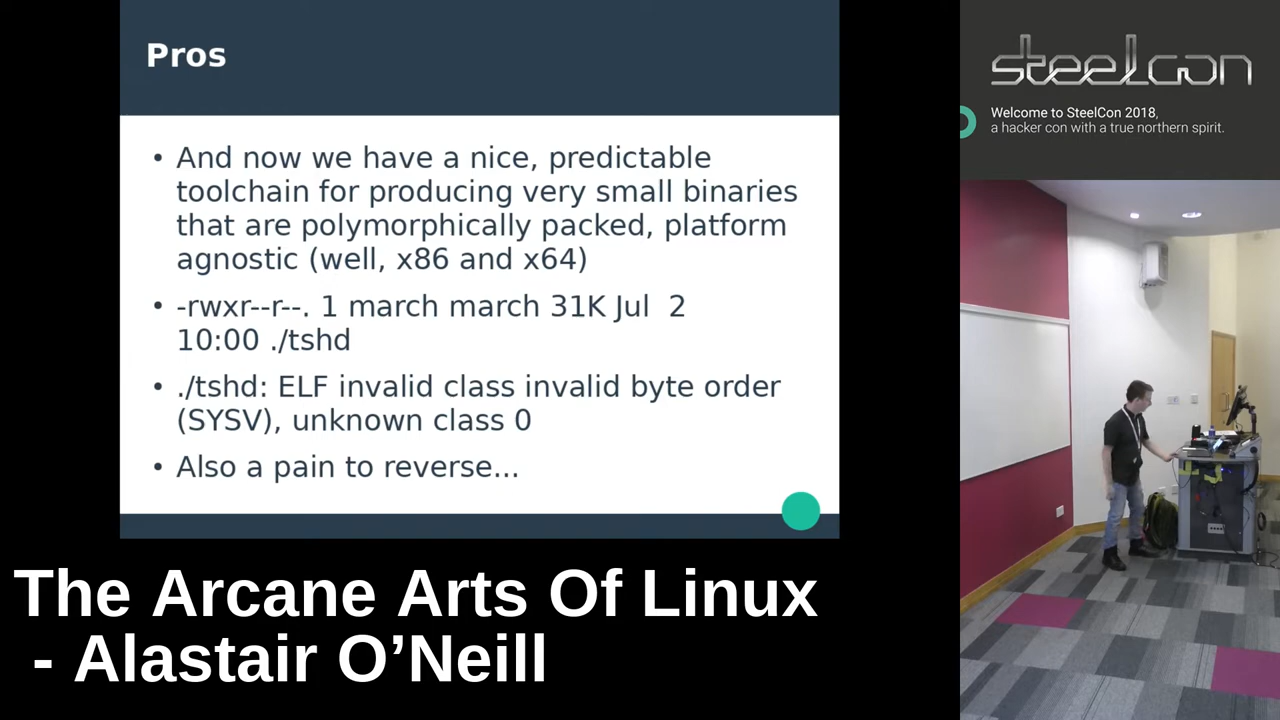 Pros
• And now we have a nice, predictable
toolchain for producing very small binaries
that are polymorphically packed, platform
agnostic (well, x86 and x64)
• -rwxr--r--. 1 march march 31K Jul  2
10:00 ./tshd
• ./tshd: ELF invalid class invalid byte order
(SYSV), unknown class 0
• Also a pain to reverse...
The Arcane Arts Of Linux
- Alastair O’Neill
steelcon
Welcome to SteelCon 2018,
a hacker con with a true northern spirit.